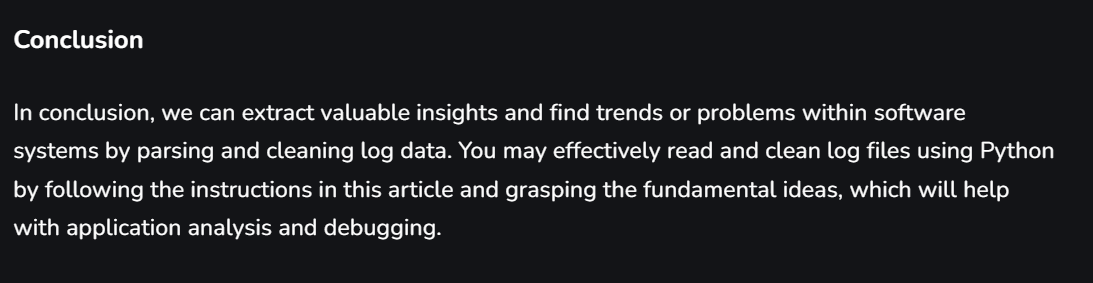 Conclusion
In conclusion, we can extract valuable insights and find trends or problems within software
systems by parsing and cleaning log data. You may effectively read and clean log files using Python
by following the instructions in this article and grasping the fundamental ideas, which will help
with application analysis and debugging.